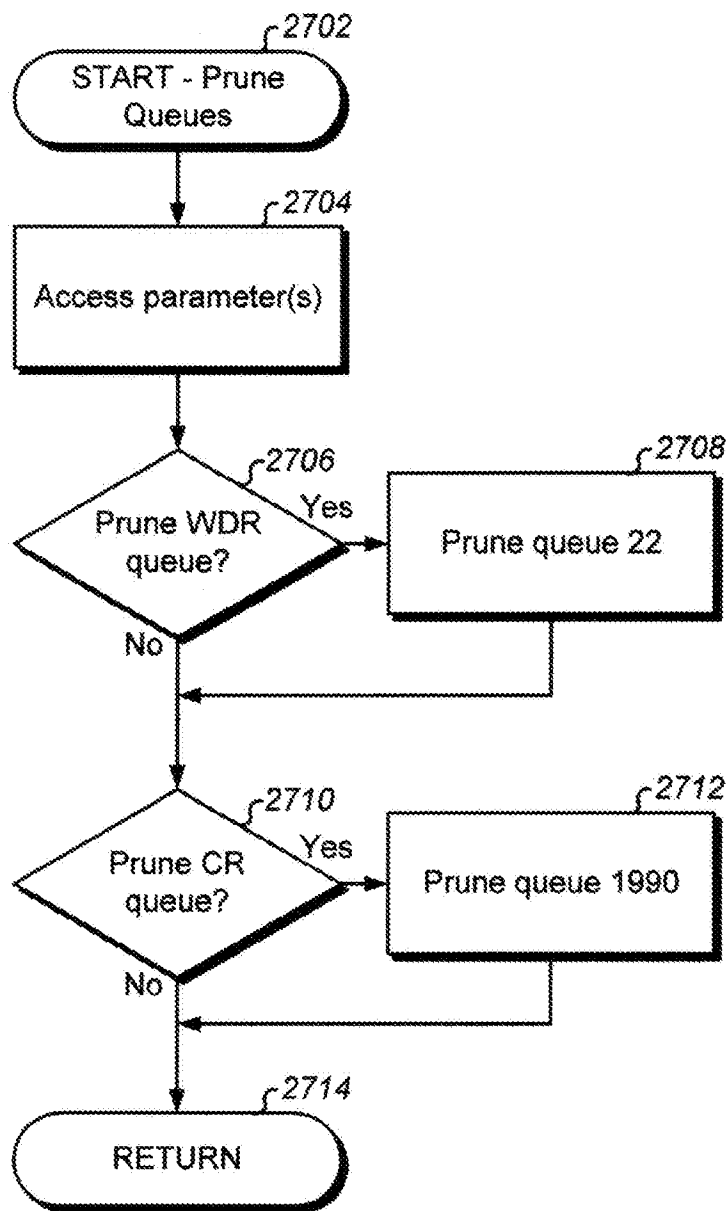 2702
START - Prune
Queues
2704
Access parameter(s)
2706
Prune WDR
queue?
Yes
No
2708
Prune queue 22
2710
Prune CR
queue?
Yes
No
2712
Prune queue 1990
2714
RETURN